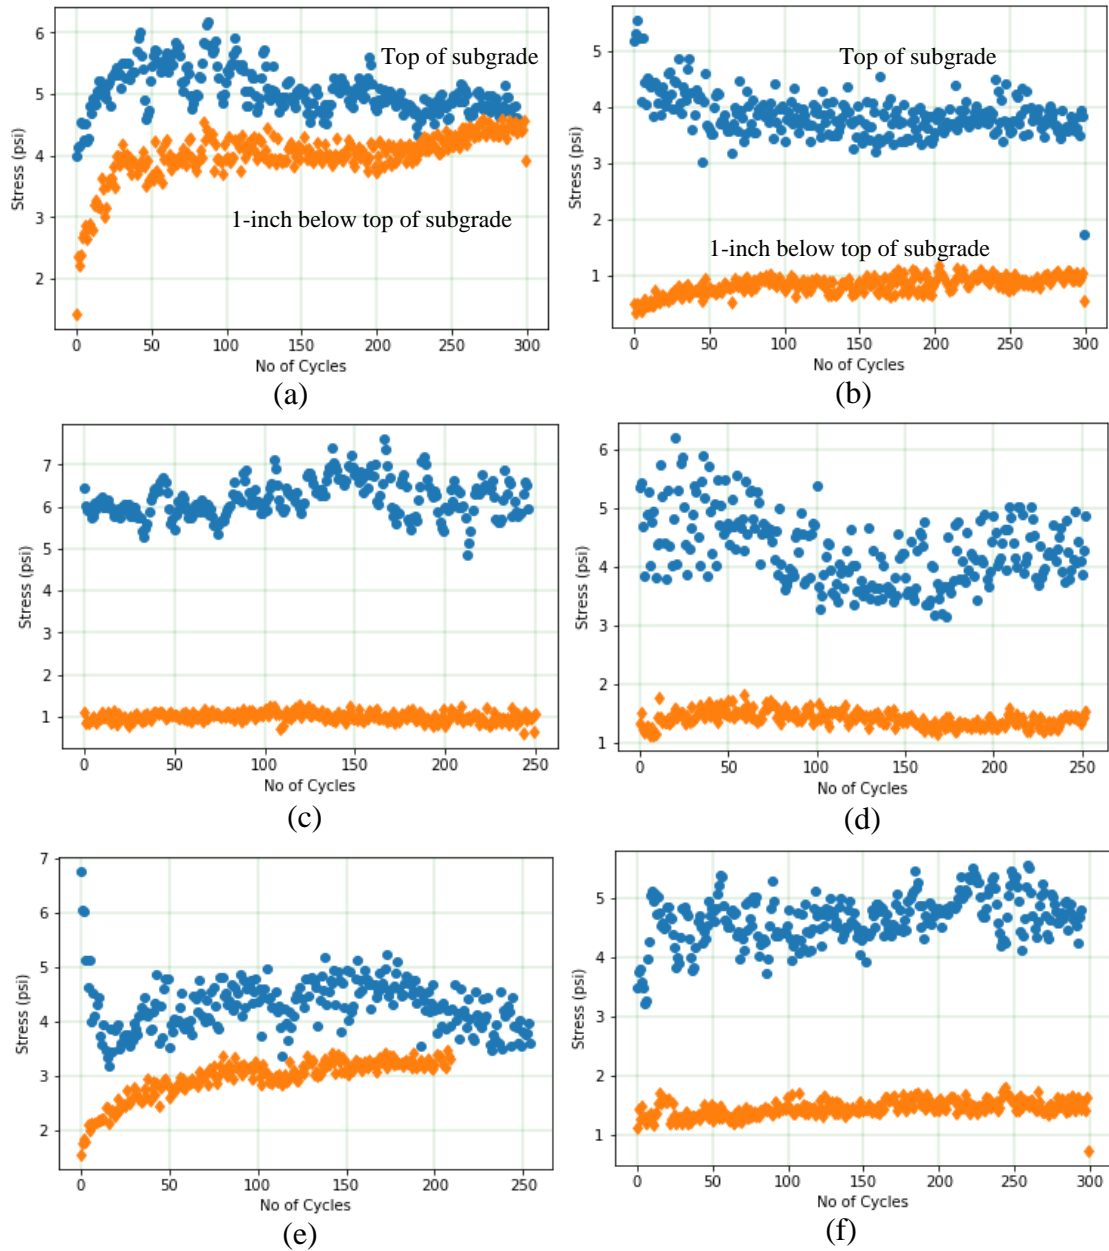 6
5
4
3
2
Stress (psi)
Top of subgrade
1-inch below top of subgrade
0 50 100 150 200 250 300
No of Cycles
(a)
5
4
3
2
1
Stress (psi)
Top of subgrade
1-inch below top of subgrade
0 50 100 150 200 250 300
No of Cycles
(b)
7
6
5
4
3
2
1
Stress (psi)
0 50 100 150 200 250
No of Cycles
(c)
6
5
4
3
2
1
Stress (psi)
0 50 100 150 200 250
No of Cycles
(d)
7
6
5
4
3
2
Stress (psi)
0 50 100 150 200 250
No of Cycles
(e)
5
4
3
2
1
Stress (psi)
0 50 100 150 200 250 300
No of Cycles
(f)